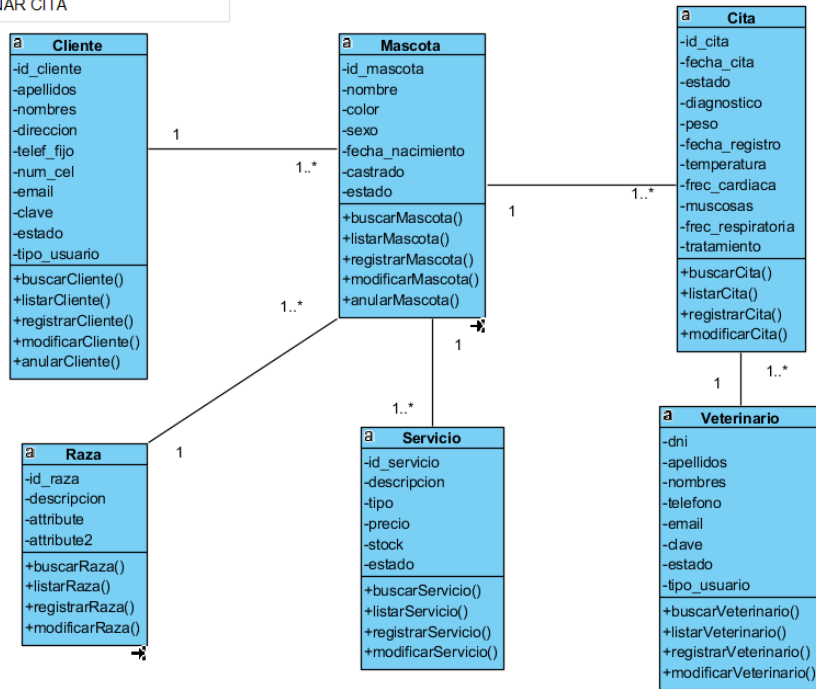 NAR CITA
Cliente
-id_cliente
-apellidos
-nombres
-direccion
-telef_fijo
-num_cel
-email
-clave
-estado
-tipo_usuario
+buscarCliente()
+listarCliente()
+registrarCliente()
+modificarCliente()
+anularCliente()
1
1..*
Mascota
-id_mascota
-nombre
-color
-sexo
-fecha_nacimiento
-castrado
-estado
+buscarMascota()
+listarMascota()
+registrarMascota()
+modificarMascota()
+anularMascota()
1
1..*
Cita
-id_cita
-fecha_cita
-estado
-diagnostico
-peso
-fecha_registro
-temperatura
-frec_cardiaca
-muscosas
-frec_respiratoria
-tratamiento
+buscarCita()
+listarCita()
+registrarCita()
+modificarCita()
1..*
1
Raza
-id_raza
-descripcion
-attribute
-attribute2
+buscarRaza()
+listarRaza()
+registrarRaza()
+modificarRaza()
1
1..*
Servicio
-id_servicio
-descripcion
-tipo
-precio
-stock
-estado
+buscarServicio()
+listarServicio()
+registrarServicio()
+modificarServicio()
1
1..*
Veterinario
-dni
-apellidos
-nombres
-telefono
-email
-clave
-estado
-tipo_usuario
+buscarVeterinario()
+listarVeterinario()
+registrarVeterinario()
+modificarVeterinario()